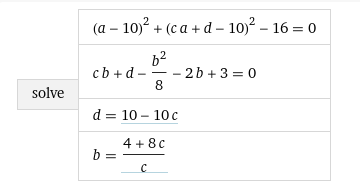 (a − 10)² + (c a + d − 10)² − 16 = 0
c b + d − b²/8 − 2 b + 3 = 0
solve
d = 10 − 10 c
b = (4 + 8 c)/c